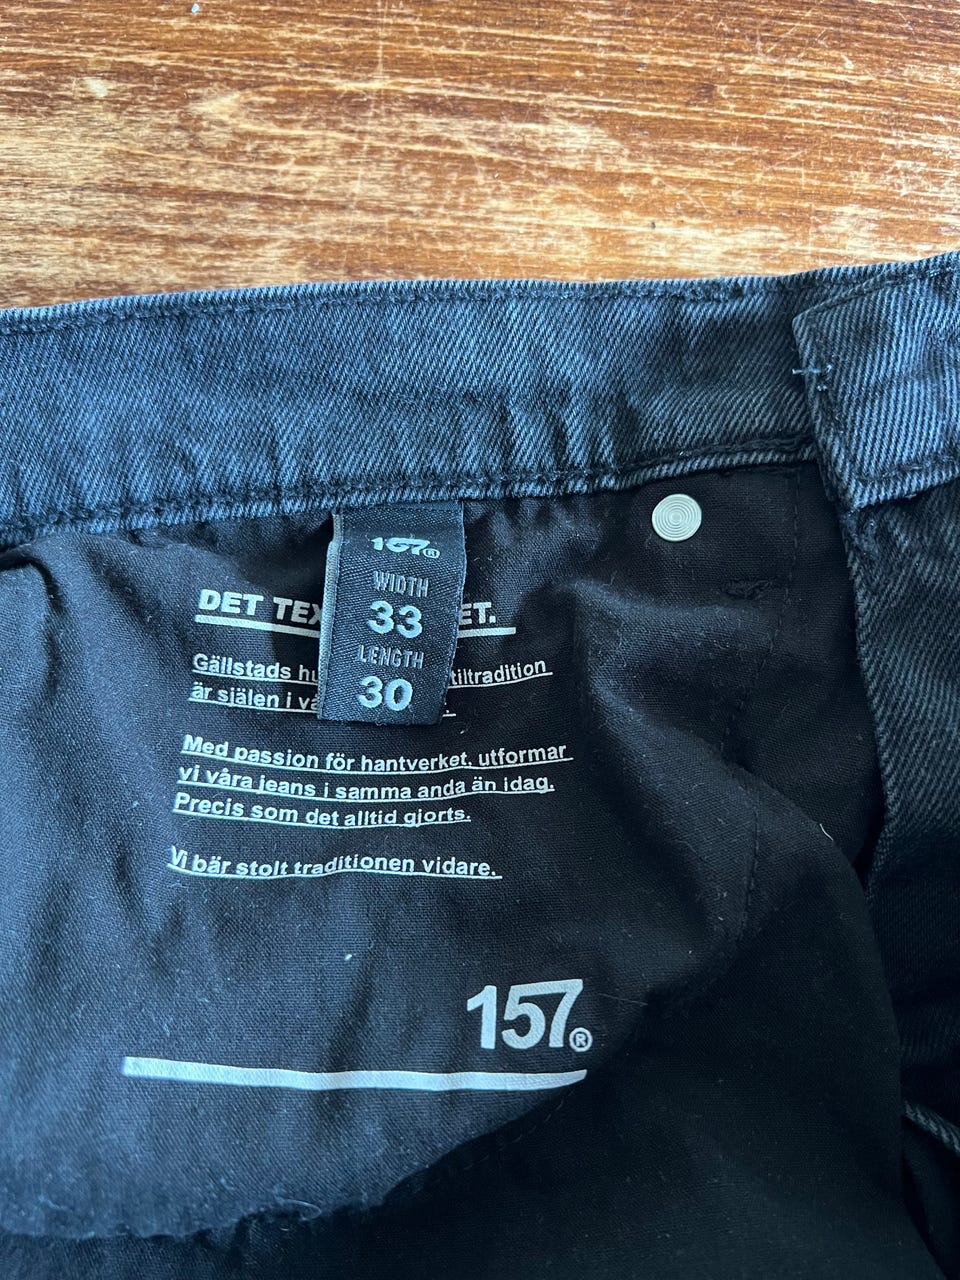 157®
WIDTH
33
LENGTH
30
DET ET.
Gällstads tiltradition
är själen i
Med passion för hantverket, utformar
vi våra jeans i samma anda än idag.
Precis som det alltid gjorts.
Vi bär stolt traditionen vidare.
157®